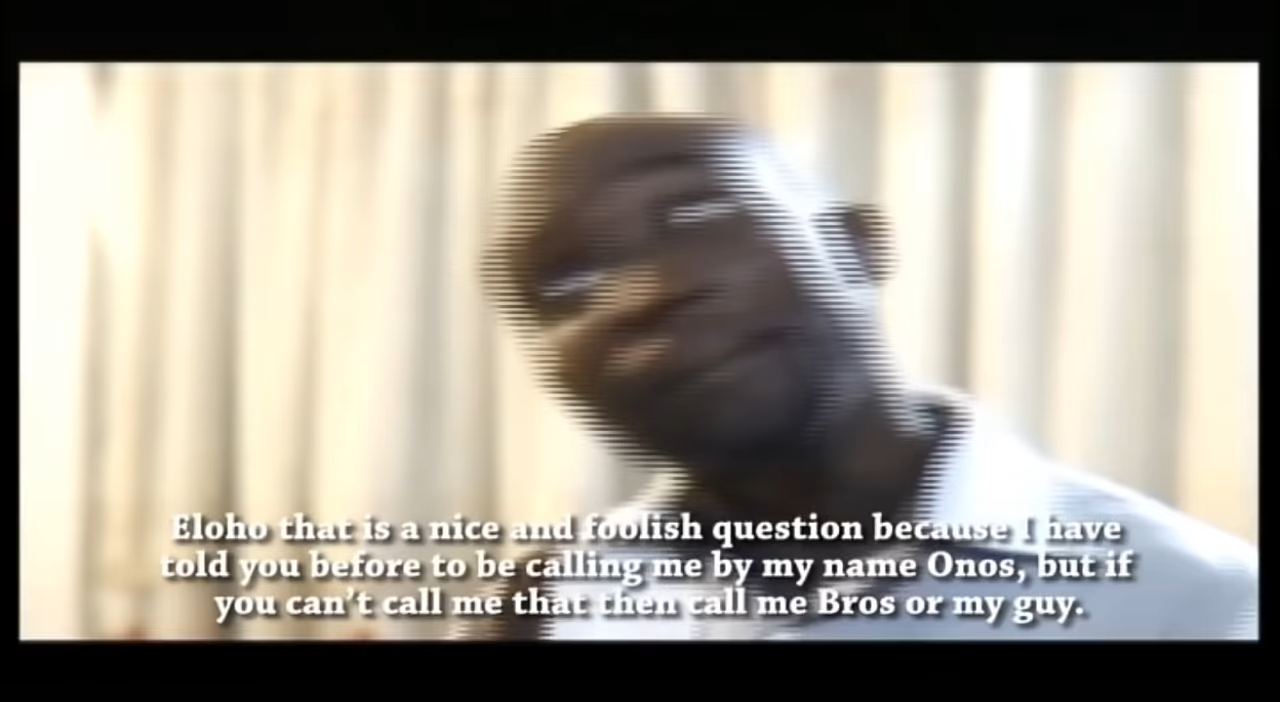 Eloho that is a nice and foolish question because I have
told you before to be calling me by my name Onos, but if
you can't call me that then call me Bros or my guy.